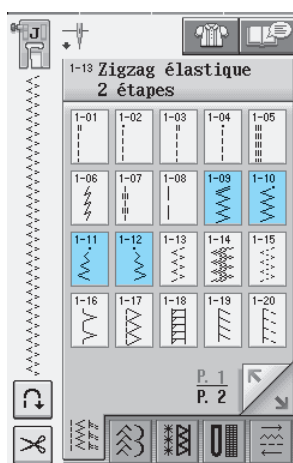 J
1-13 Zigzag élastique
2 étapes
1-01 1-02 1-03 1-04 1-05
1-06 1-07 1-08 1-09 1-10
1-11 1-12 1-13 1-14 1-15
1-16 1-17 1-18 1-19 1-20
P. 1
P. 2